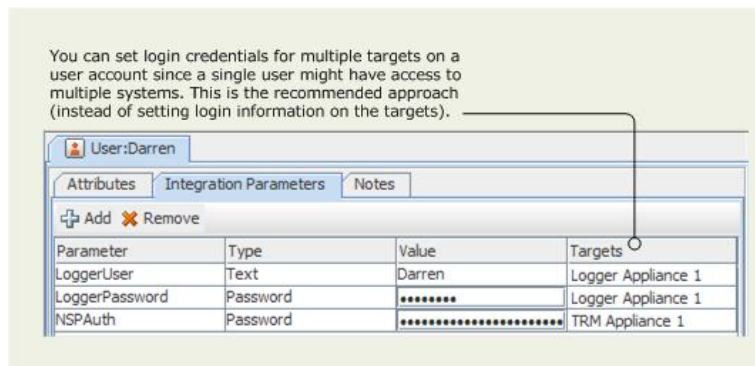 You can set login credentials for multiple targets on a
user account since a single user might have access to
multiple systems. This is the recommended approach
(instead of setting login information on the targets).
User:Darren
Attributes Integration Parameters Notes
Add Remove
Parameter Type Value Targets
LoggerUser Text Darren Logger Appliance 1
LoggerPassword Password •••••••• Logger Appliance 1
NSPAuth Password •••••••••••••••••••••••• TRM Appliance 1